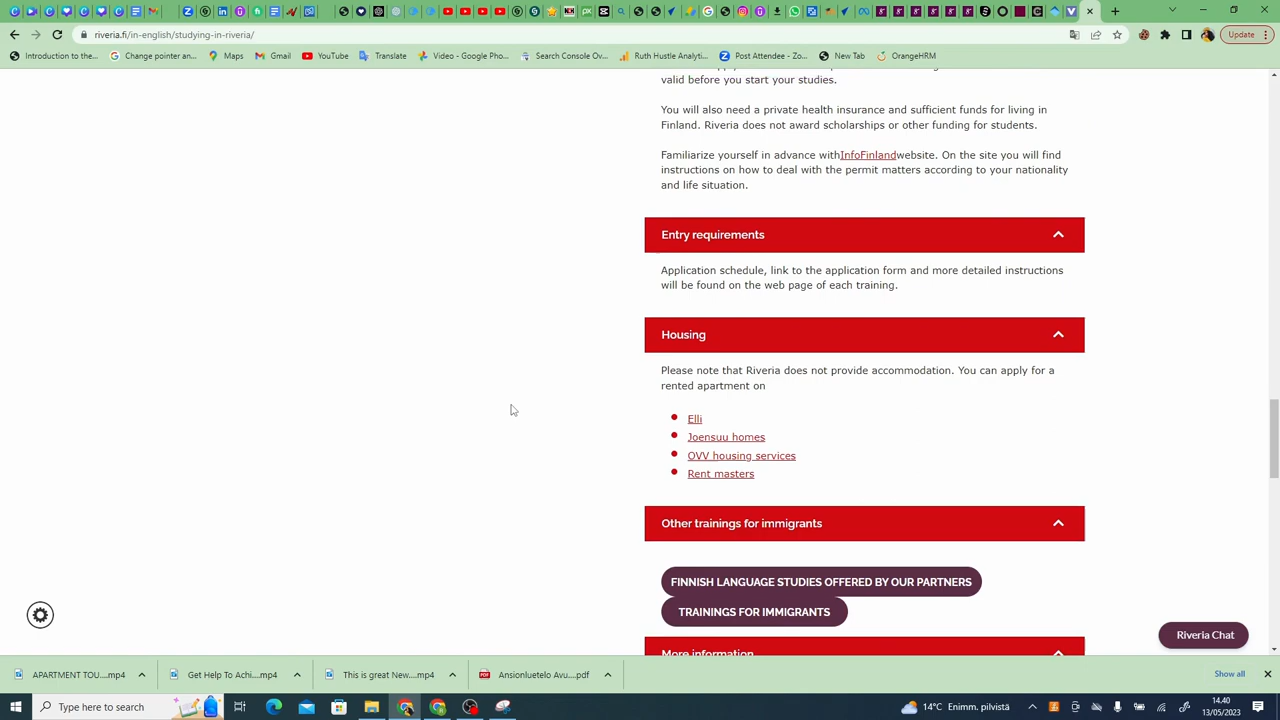 riveria.fi/in-english/studying-in-riveria/
Update
Introduction to the...
Change pointer an...
Maps
Gmail
YouTube
Translate
Video - Google Pho...
Search Console Ov...
Ruth Hustle Analyti...
Post Attendee - Zo...
New Tab
OrangeHRM
valid before you start your studies.
You will also need a private health insurance and sufficient funds for living in
Finland. Riveria does not award scholarships or other funding for students.
Familiarize yourself in advance withInfoFinlandwebsite. On the site you will find
instructions on how to deal with the permit matters according to your nationality
and life situation.
Entry requirements
Application schedule, link to the application form and more detailed instructions
will be found on the web page of each training.
Housing
Please note that Riveria does not provide accommodation. You can apply for a
rented apartment on
Elli
Joensuu homes
OVV housing services
Rent masters
Other trainings for immigrants
FINNISH LANGUAGE STUDIES OFFERED BY OUR PARTNERS
TRAININGS FOR IMMIGRANTS
More information
Riveria Chat
APARTMENT TOU....mp4
Get Help To Achi....mp4
This is great New....mp4
Ansionluetelo Avu....pdf
Show all
Type here to search
14°C Enimm. pilvistä
14.40
13/05/2023